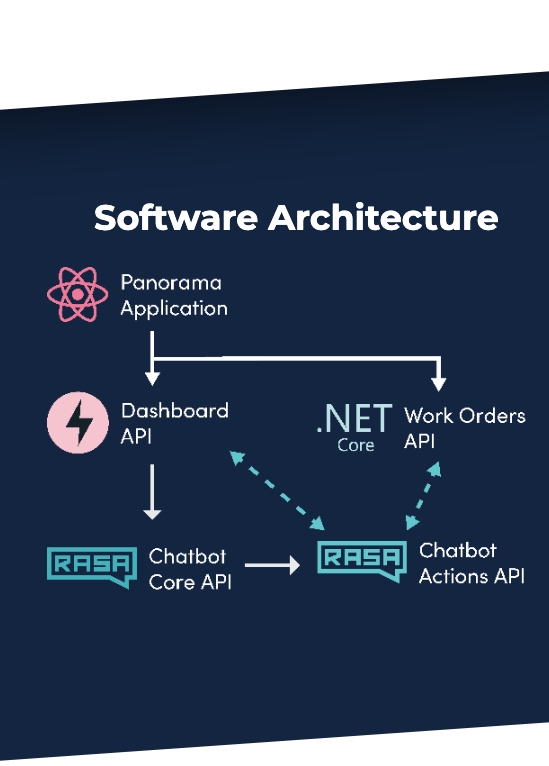 Software Architecture
Panorama
Application
Dashboard
API
.NET
Core
Work Orders
API
RASA
Chatbot
Core API
RASA
Chatbot
Actions API